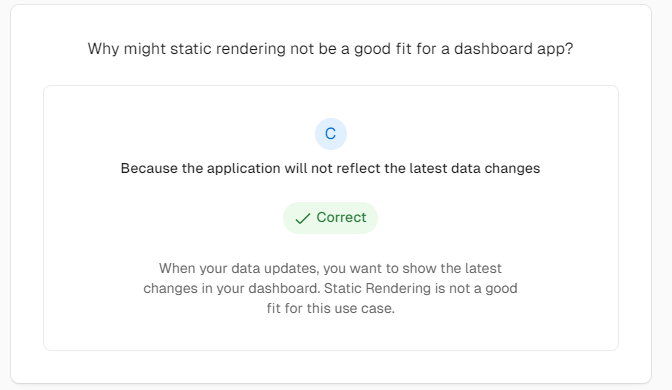 Why might static rendering not be a good fit for a dashboard app?
C
Because the application will not reflect the latest data changes
Correct
When your data updates, you want to show the latest
changes in your dashboard. Static Rendering is not a good
fit for this use case.